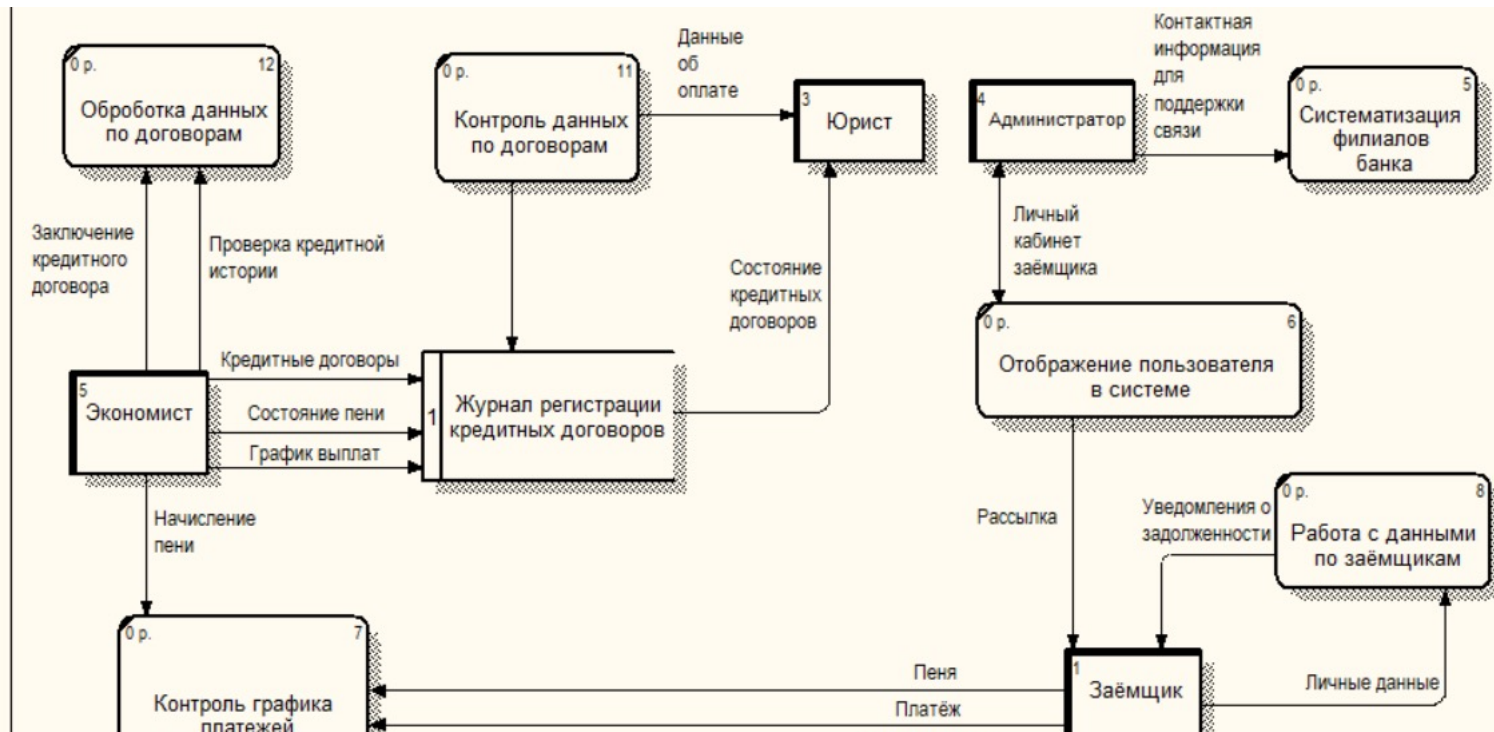 0 р. 12
Оброботка данных
по договорам
0 р. 11
Контроль данных
по договорам
Данные
об
оплате
3
Юрист
4
Администратор
Контактная
информация
для
поддержки
связи
0 р. 5
Систематизация
филиалов
банка
Заключение
кредитного
договора
Проверка кредитной
истории
Состояние
кредитных
договоров
Личный
кабинет
заёмщика
0 р. 6
Отображение пользователя
в системе
5
Экономист
Кредитные договоры
Состояние пени
График выплат
1
Журнал регистрации
кредитных договоров
Начисление
пени
Рассылка
Уведомления о
задолженности
0 р. 8
Работа с данными
по заёмщикам
0 р. 7
Контроль графика
платежей
Пеня
Платёж
1
Заёмщик
Личные данные